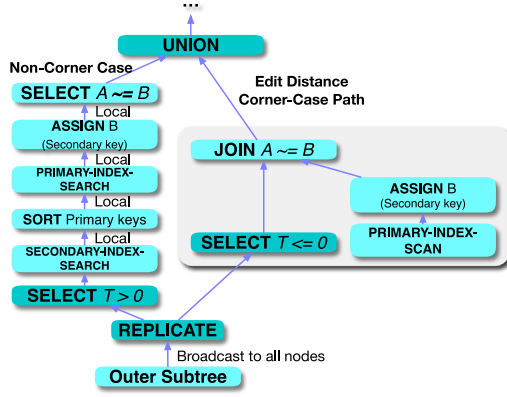 ...
UNION
Non-Corner Case
Edit Distance
Corner-Case Path
SELECT A ~= B
Local
ASSIGN B
(Secondary key)
Local
PRIMARY-INDEX-
SEARCH
Local
SORT Primary keys
Local
SECONDARY-INDEX-
SEARCH
SELECT T > 0
JOIN A ~= B
ASSIGN B
(Secondary key)
PRIMARY-INDEX-
SCAN
SELECT T <= 0
REPLICATE
Broadcast to all nodes
Outer Subtree